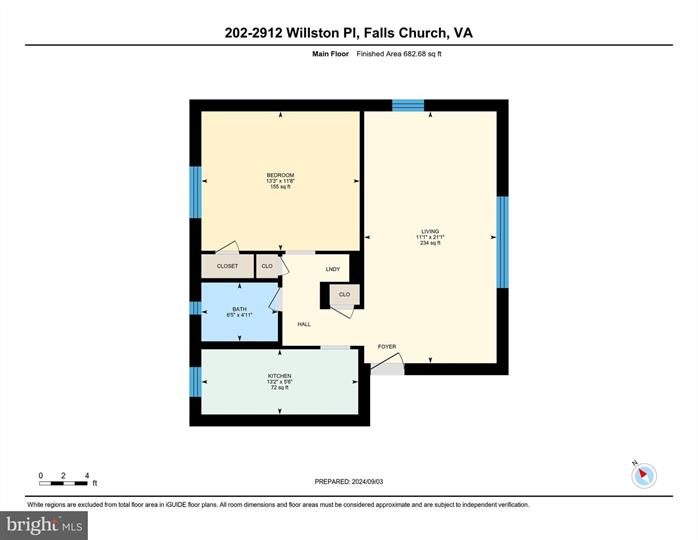 202-2912 Willston Pl, Falls Church, VA
Main Floor Finished Area 682.68 sq ft
BEDROOM
13'3" x 11'8"
155 sq ft
LIVING
11'1" x 21'1"
234 sq ft
CLOSET
CLO
LNDY
CLO
BATH
6'5" x 4'11"
HALL
FOYER
KITCHEN
13'2" x 5'6"
72 sq ft
N
0 2 4
ft
PREPARED: 2024/09/03
White regions are excluded from total floor area in iGUIDE floor plans. All room dimensions and floor areas must be considered approximate and are subject to independent verification.
bright MLS